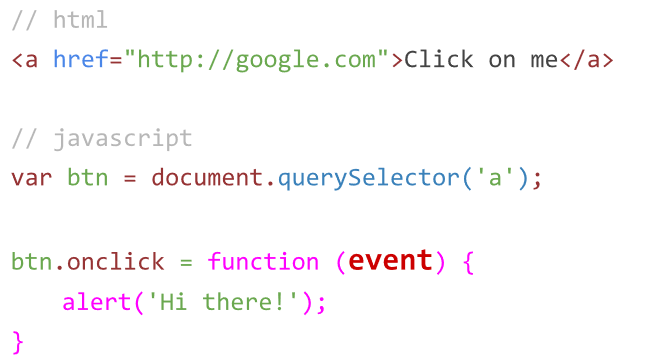 // html
<a href="http://google.com">Click on me</a>
// javascript
var btn = document.querySelector('a');
btn.onclick = function (event) {
alert('Hi there!');
}